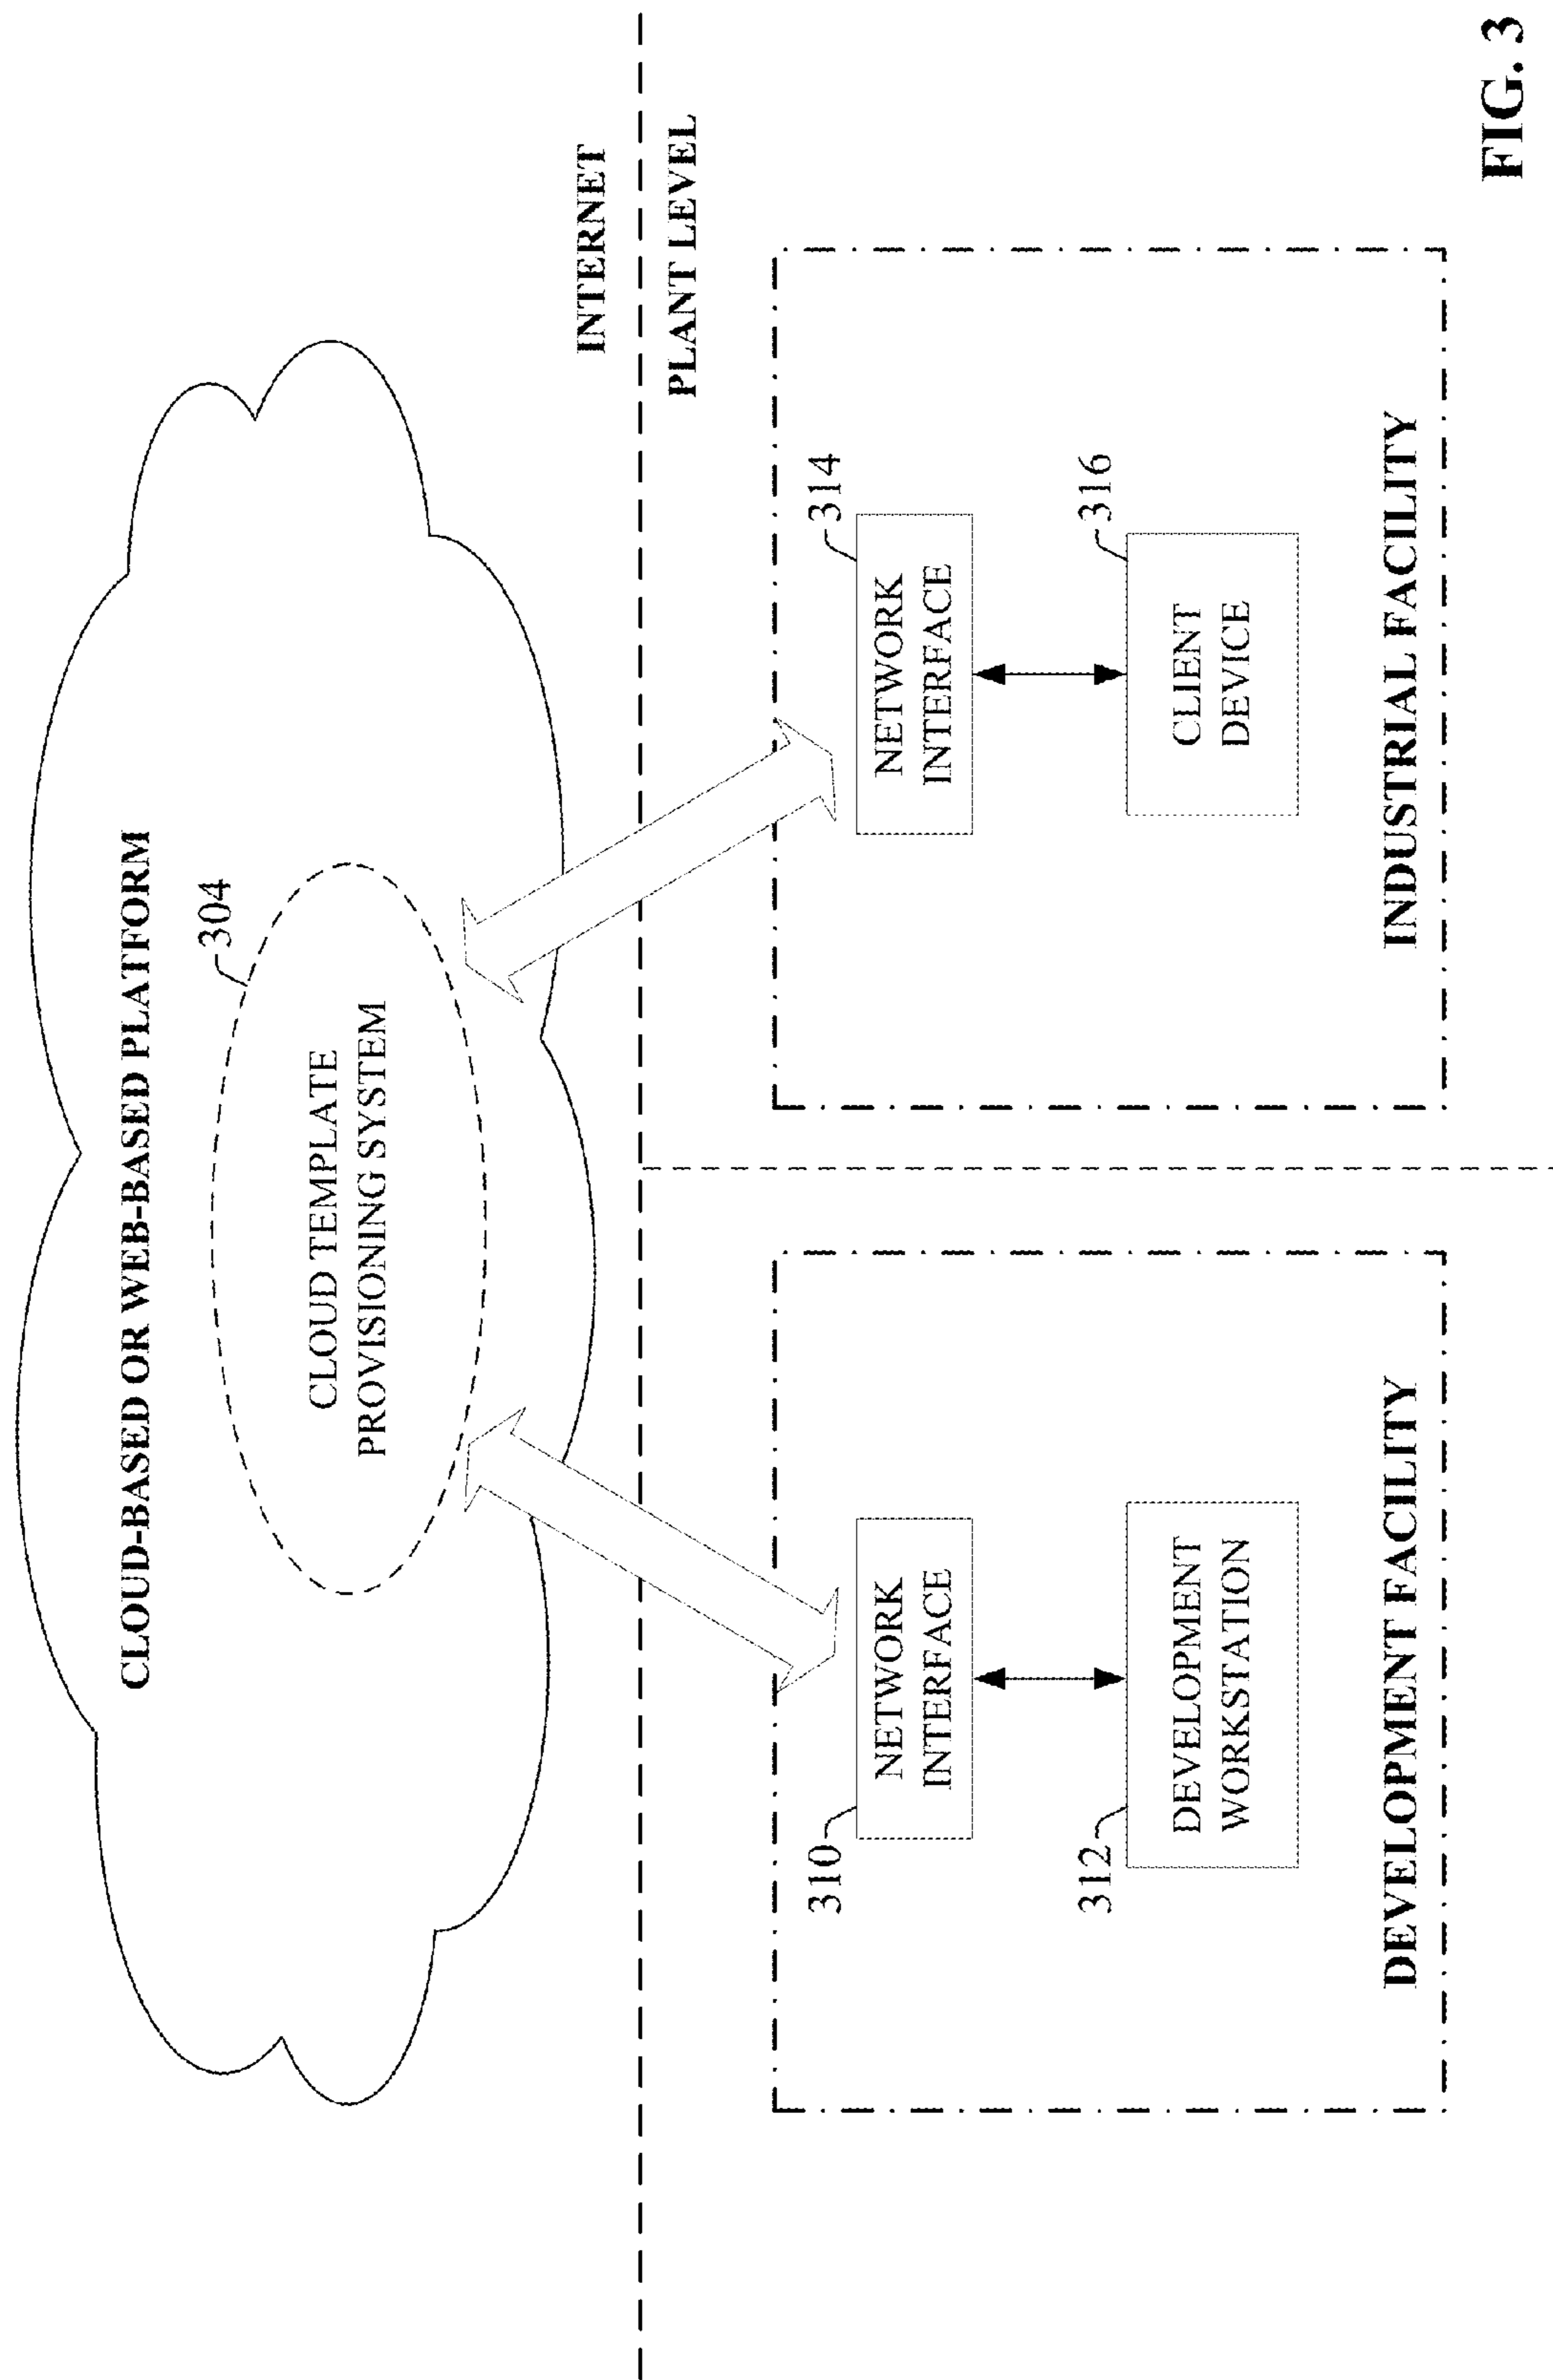 CLOUD-BASED OR WEB-BASED PLATFORM
304
CLOUD TEMPLATE
PROVISIONING SYSTEM
INTERNET
PLANT LEVEL
310
NETWORK
INTERFACE
312
DEVELOPMENT
WORKSTATION
DEVELOPMENT FACILITY
314
NETWORK
INTERFACE
316
CLIENT
DEVICE
INDUSTRIAL FACILITY
FIG. 3